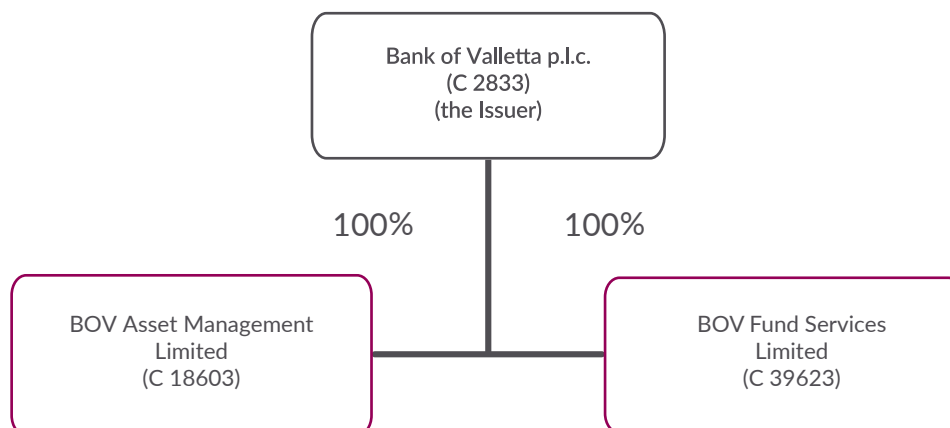 Bank of Valletta p.l.c.
(C 2833)
(the Issuer)
100%
100%
BOV Asset Management
Limited
(C 18603)
BOV Fund Services
Limited
(C 39623)